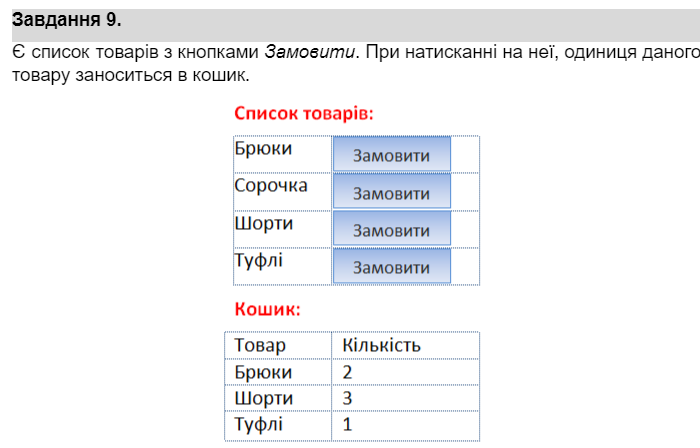 Завдання 9.
Є список товарів з кнопками Замовити. При натисканні на неї, одиниця даного
товару заноситься в кошик.
Список товарів:
Брюки Замовити
Сорочка Замовити
Шорти Замовити
Туфлі Замовити
Кошик:
Товар Кількість
Брюки 2
Шорти 3
Туфлі 1